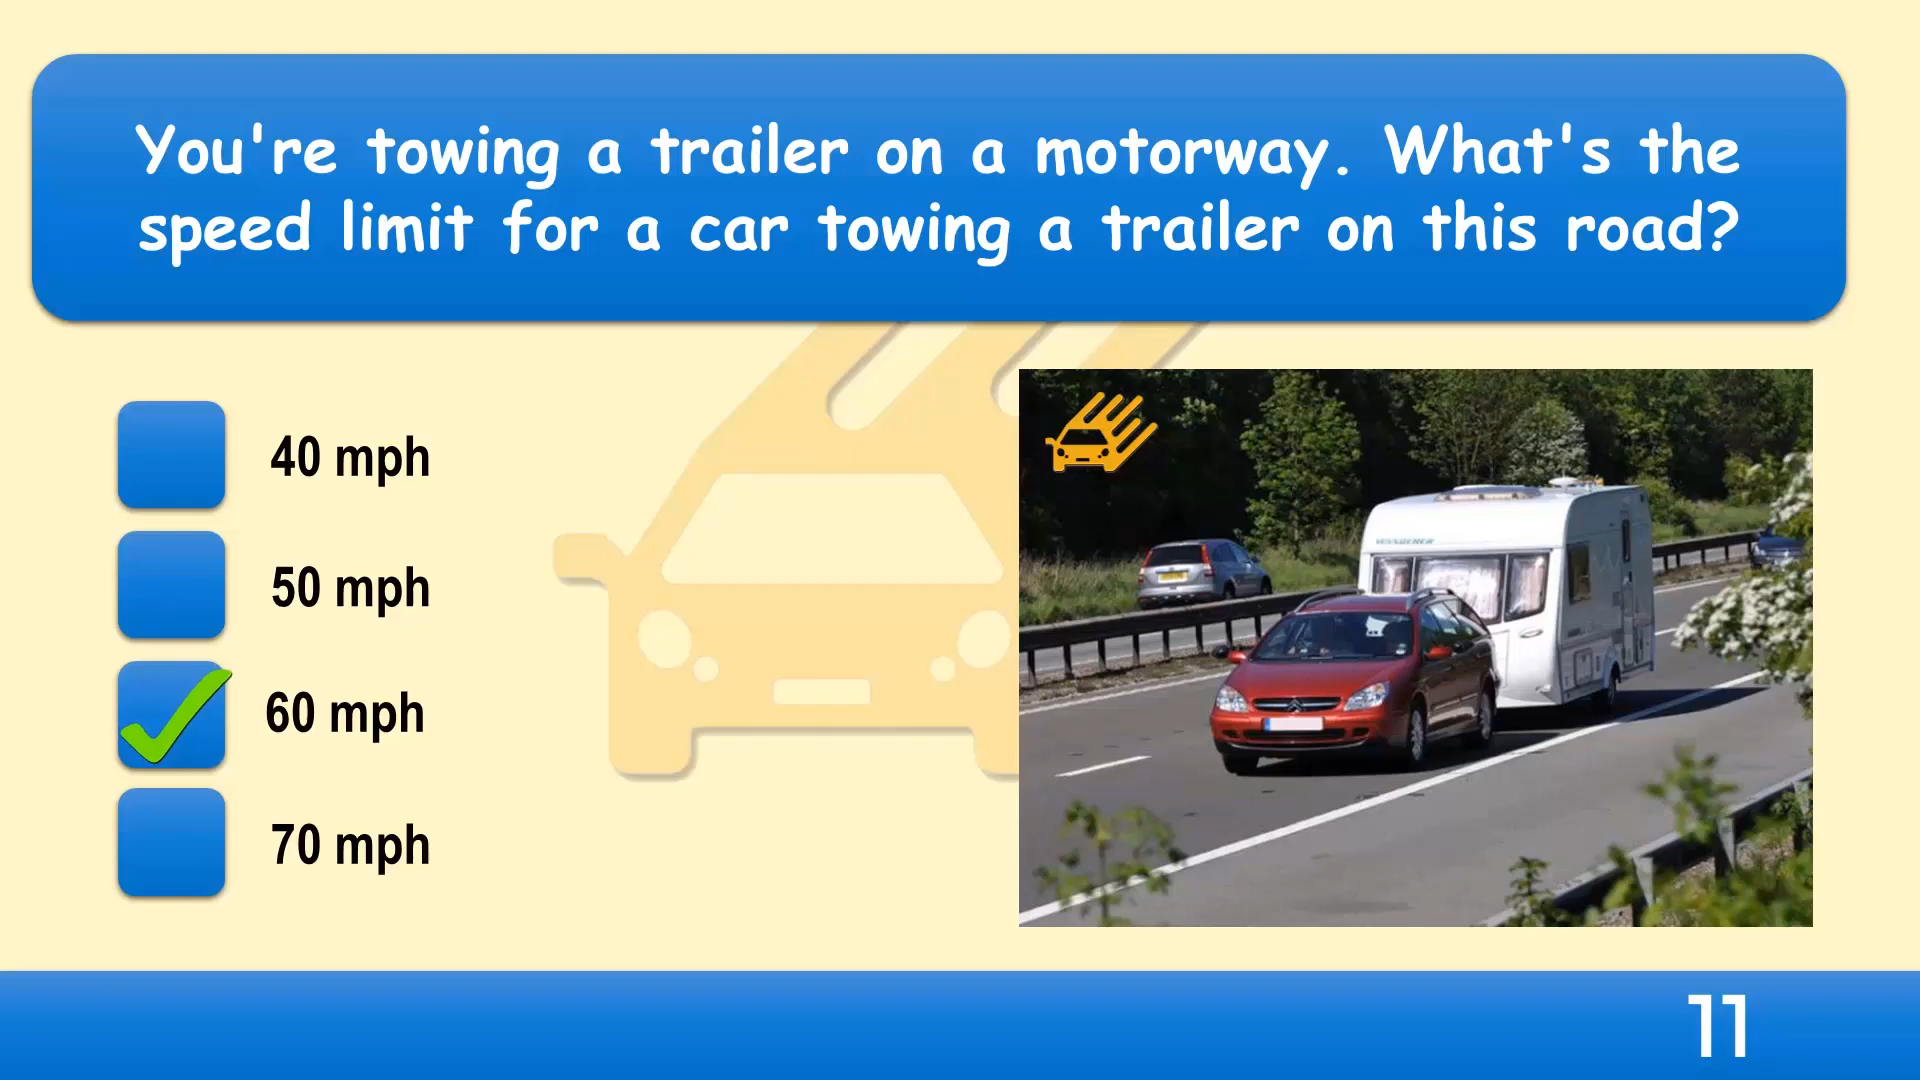 You're towing a trailer on a motorway. What's the
speed limit for a car towing a trailer on this road?
40 mph
50 mph
60 mph
70 mph
11